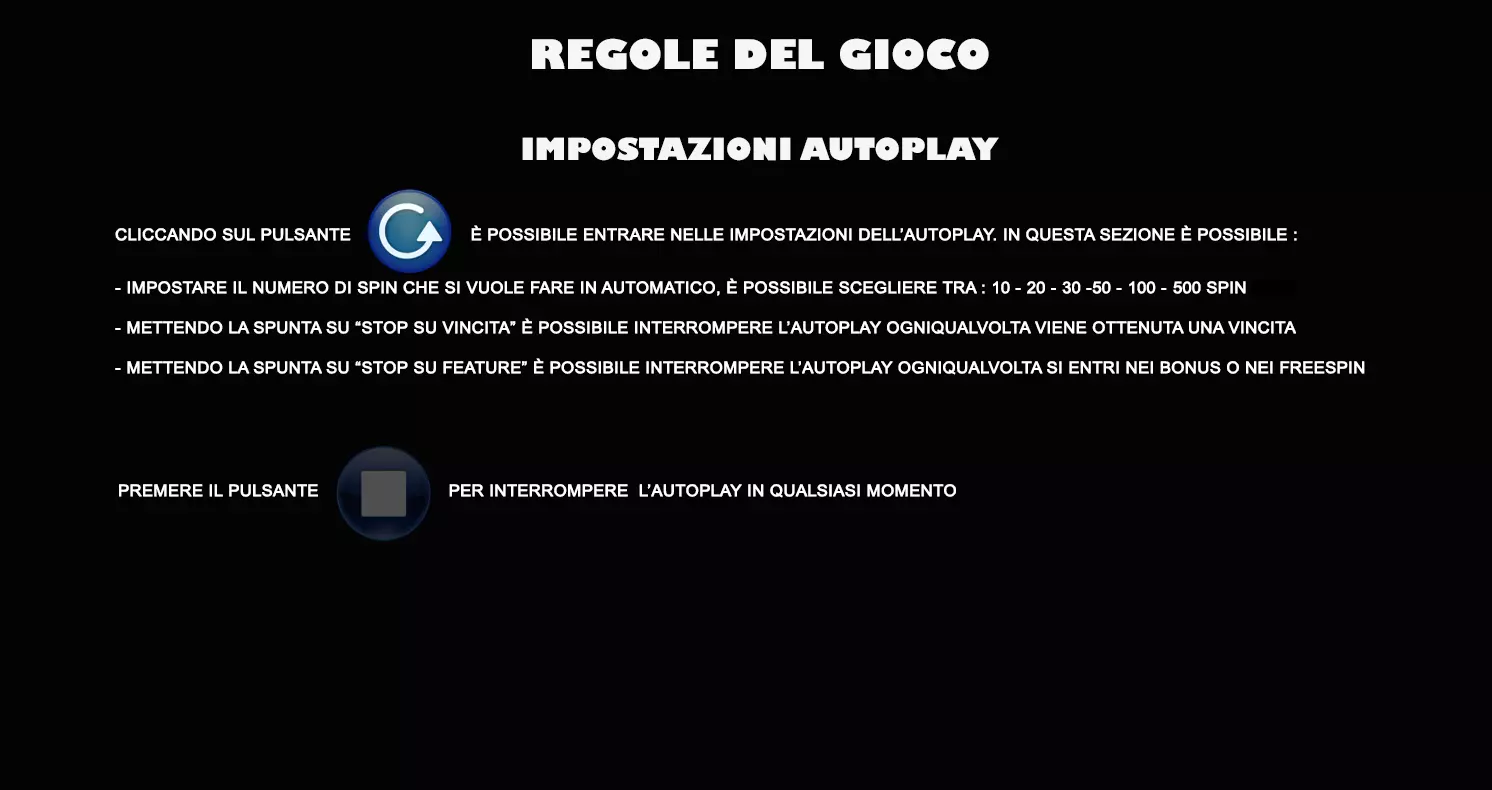 REGOLE DEL GIOCO
IMPOSTAZIONI AUTOPLAY
CLICCANDO SUL PULSANTE È POSSIBILE ENTRARE NELLE IMPOSTAZIONI DELL'AUTOPLAY. IN QUESTA SEZIONE È POSSIBILE :
- IMPOSTARE IL NUMERO DI SPIN CHE SI VUOLE FARE IN AUTOMATICO, È POSSIBILE SCEGLIERE TRA : 10 - 20 - 30 -50 - 100 - 500 SPIN
- METTENDO LA SPUNTA SU “STOP SU VINCITA” È POSSIBILE INTERROMPERE L’AUTOPLAY OGNIQUALVOLTA VIENE OTTENUTA UNA VINCITA
- METTENDO LA SPUNTA SU “STOP SU FEATURE” È POSSIBILE INTERROMPERE L’AUTOPLAY OGNIQUALVOLTA SI ENTRI NEI BONUS O NEI FREESPIN
PREMERE IL PULSANTE PER INTERROMPERE L’AUTOPLAY IN QUALSIASI MOMENTO